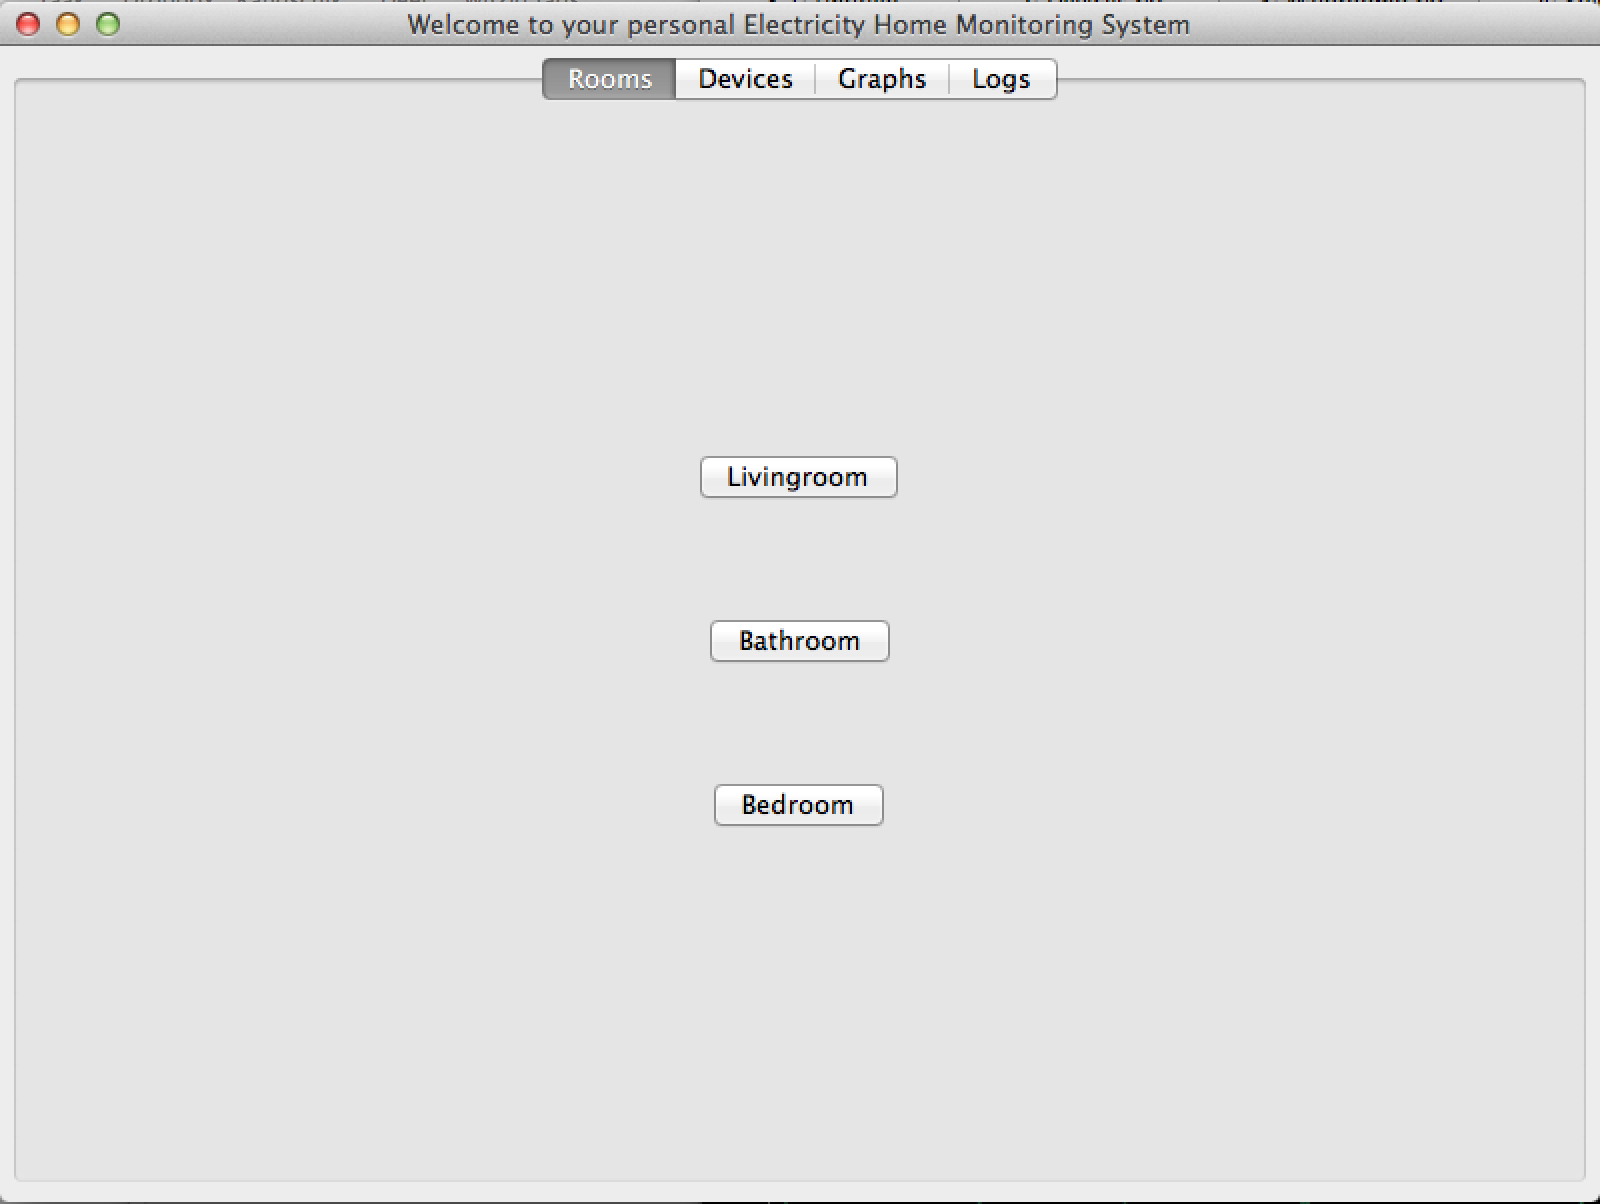 Welcome to your personal Electricity Home Monitoring System
Rooms Devices Graphs Logs
Livingroom
Bathroom
Bedroom